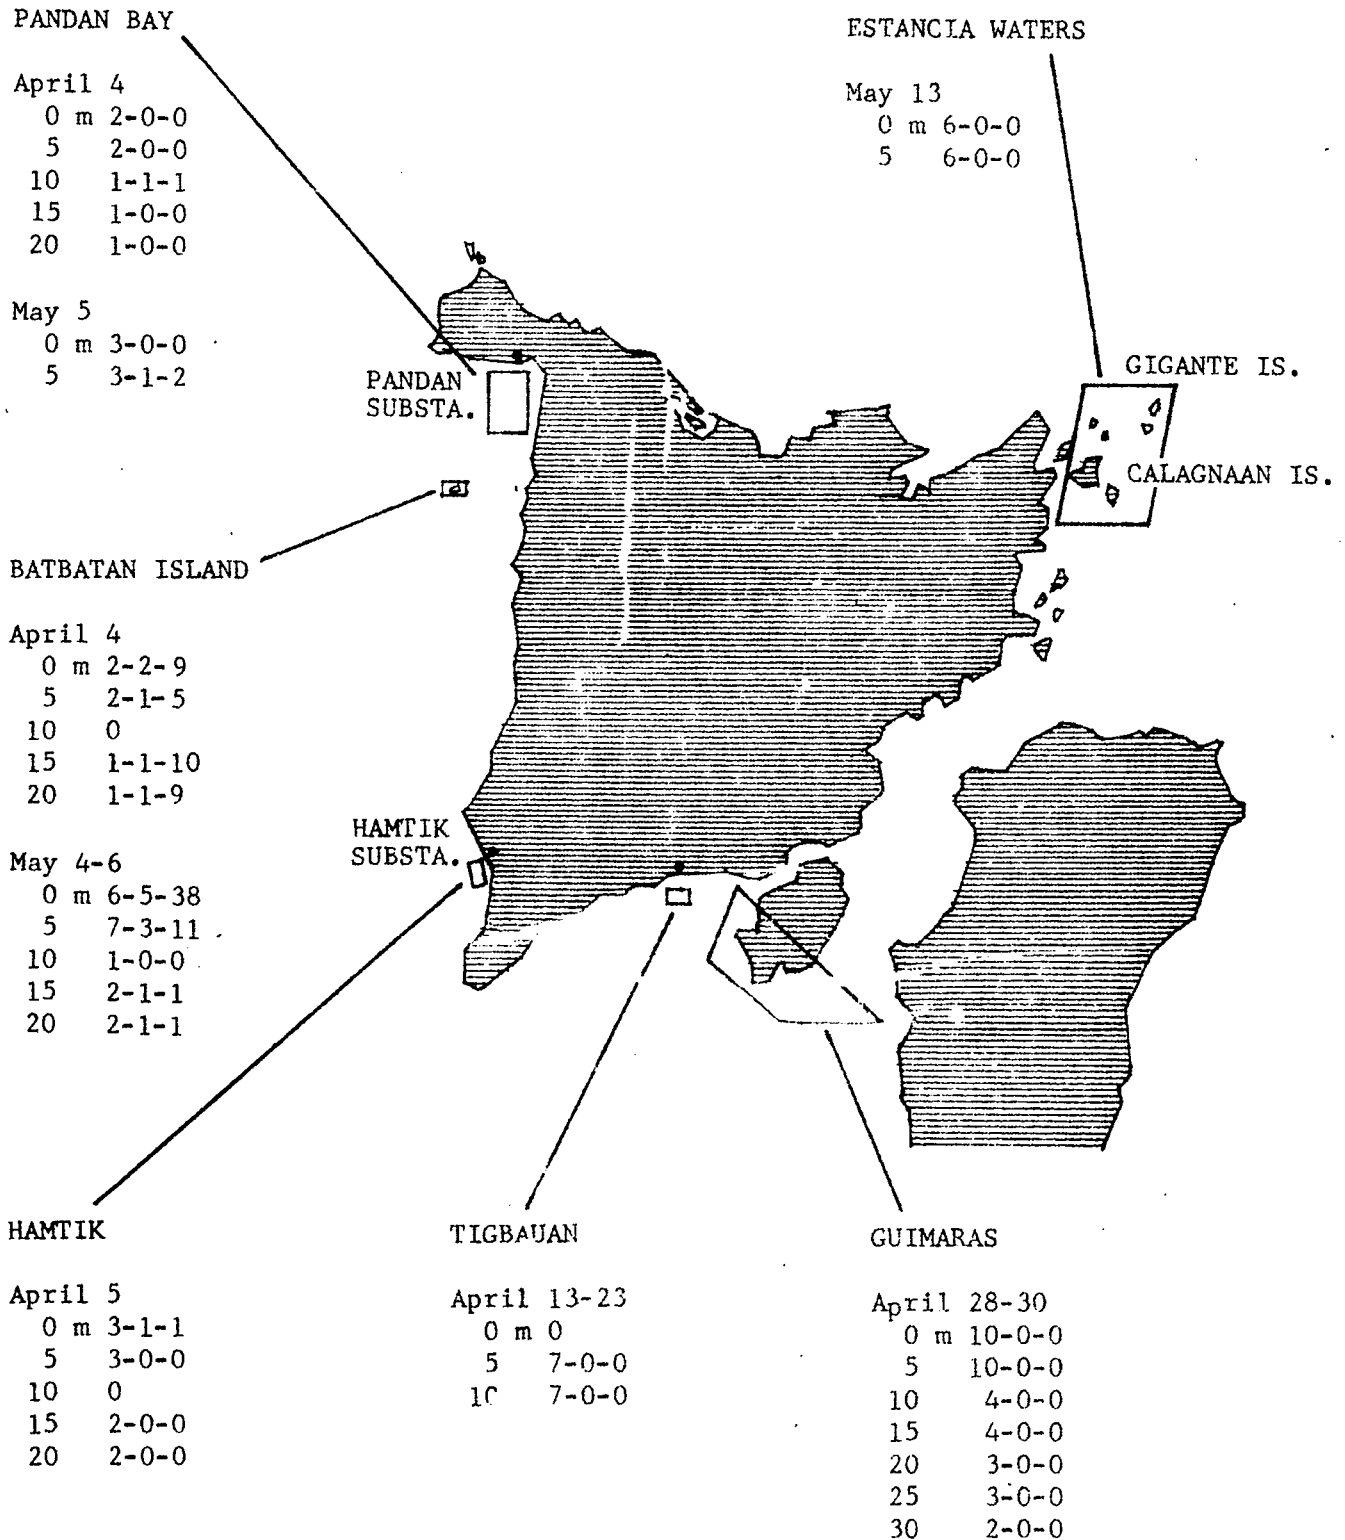 PANDAN BAY
April 4
0 m 2-0-0
5 2-0-0
10 1-1-1
15 1-0-0
20 1-0-0
May 5
0 m 3-0-0
5 3-1-2
ESTANCIA WATERS
May 13
0 m 6-0-0
5 6-0-0
PANDAN
SUBSTA.
GIGANTE IS.
CALAGNAAN IS.
BATBATAN ISLAND
April 4
0 m 2-2-9
5 2-1-5
10 0
15 1-1-10
20 1-1-9
May 4-6
0 m 6-5-38
5 7-3-11
10 1-0-0
15 2-1-1
20 2-1-1
HAMTIK
SUBSTA.
HAMTIK
April 5
0 m 3-1-1
5 3-0-0
10 0
15 2-0-0
20 2-0-0
TIGBAUAN
April 13-23
0 m 0
5 7-0-0
10 7-0-0
GUIMARAS
April 28-30
0 m 10-0-0
5 10-0-0
10 4-0-0
15 4-0-0
20 3-0-0
25 3-0-0
30 2-0-0